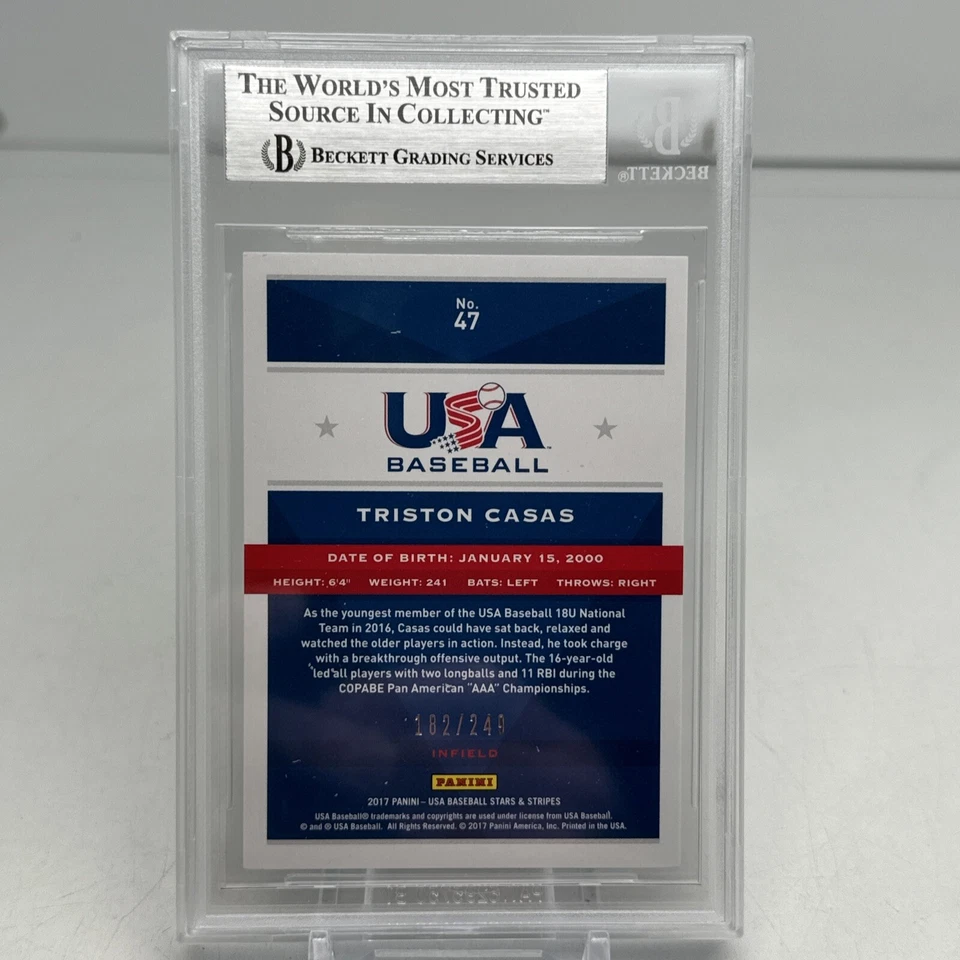 THE WORLD'S MOST TRUSTED
SOURCE IN COLLECTING™
B BECKETT GRADING SERVICES
BECKETT®
No.
47
USA
BASEBALL
TRISTON CASAS
DATE OF BIRTH: JANUARY 15, 2000
HEIGHT: 6'4" WEIGHT: 241 BATS: LEFT THROWS: RIGHT
As the youngest member of the USA Baseball 18U National
Team in 2016, Casas could have sat back, relaxed and
watched the older players in action. Instead, he took charge
with a breakthrough offensive output. The 16-year-old
led all players with two longballs and 11 RBI during the
COPABE Pan American "AAA" Championships.
182/249
INFIELD
PANINI
2017 PANINI – USA BASEBALL STARS & STRIPES
USA Baseball® trademarks and copyrights are used under license from USA Baseball.
© and ® USA Baseball. All Rights Reserved. © 2017 Panini America, Inc. Printed in the USA.